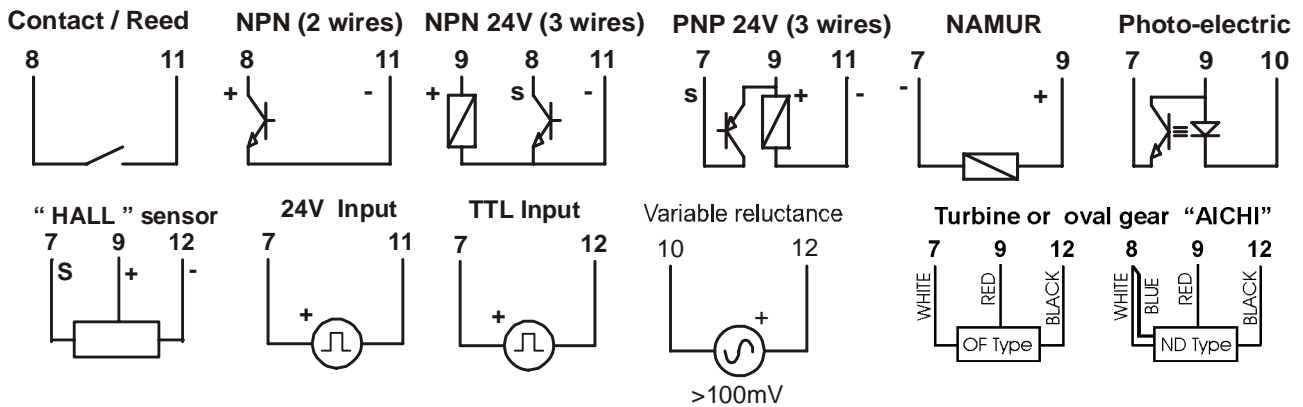 Contact / Reed NPN (2 wires) NPN 24V (3 wires) PNP 24V (3 wires) NAMUR Photo-electric
8 11 8 11 9 8 11 7 9 11 7 9 7 9 10
+ - + s - s + - - +
“ HALL ” sensor 24V Input TTL Input Variable reluctance Turbine or oval gear “AICHI”
7 9 12 7 11 7 12 10 12 7 9 12 8 9 12
S + - + + +
WHITE RED BLACK WHITE BLUE RED BLACK
OF Type ND Type
>100mV